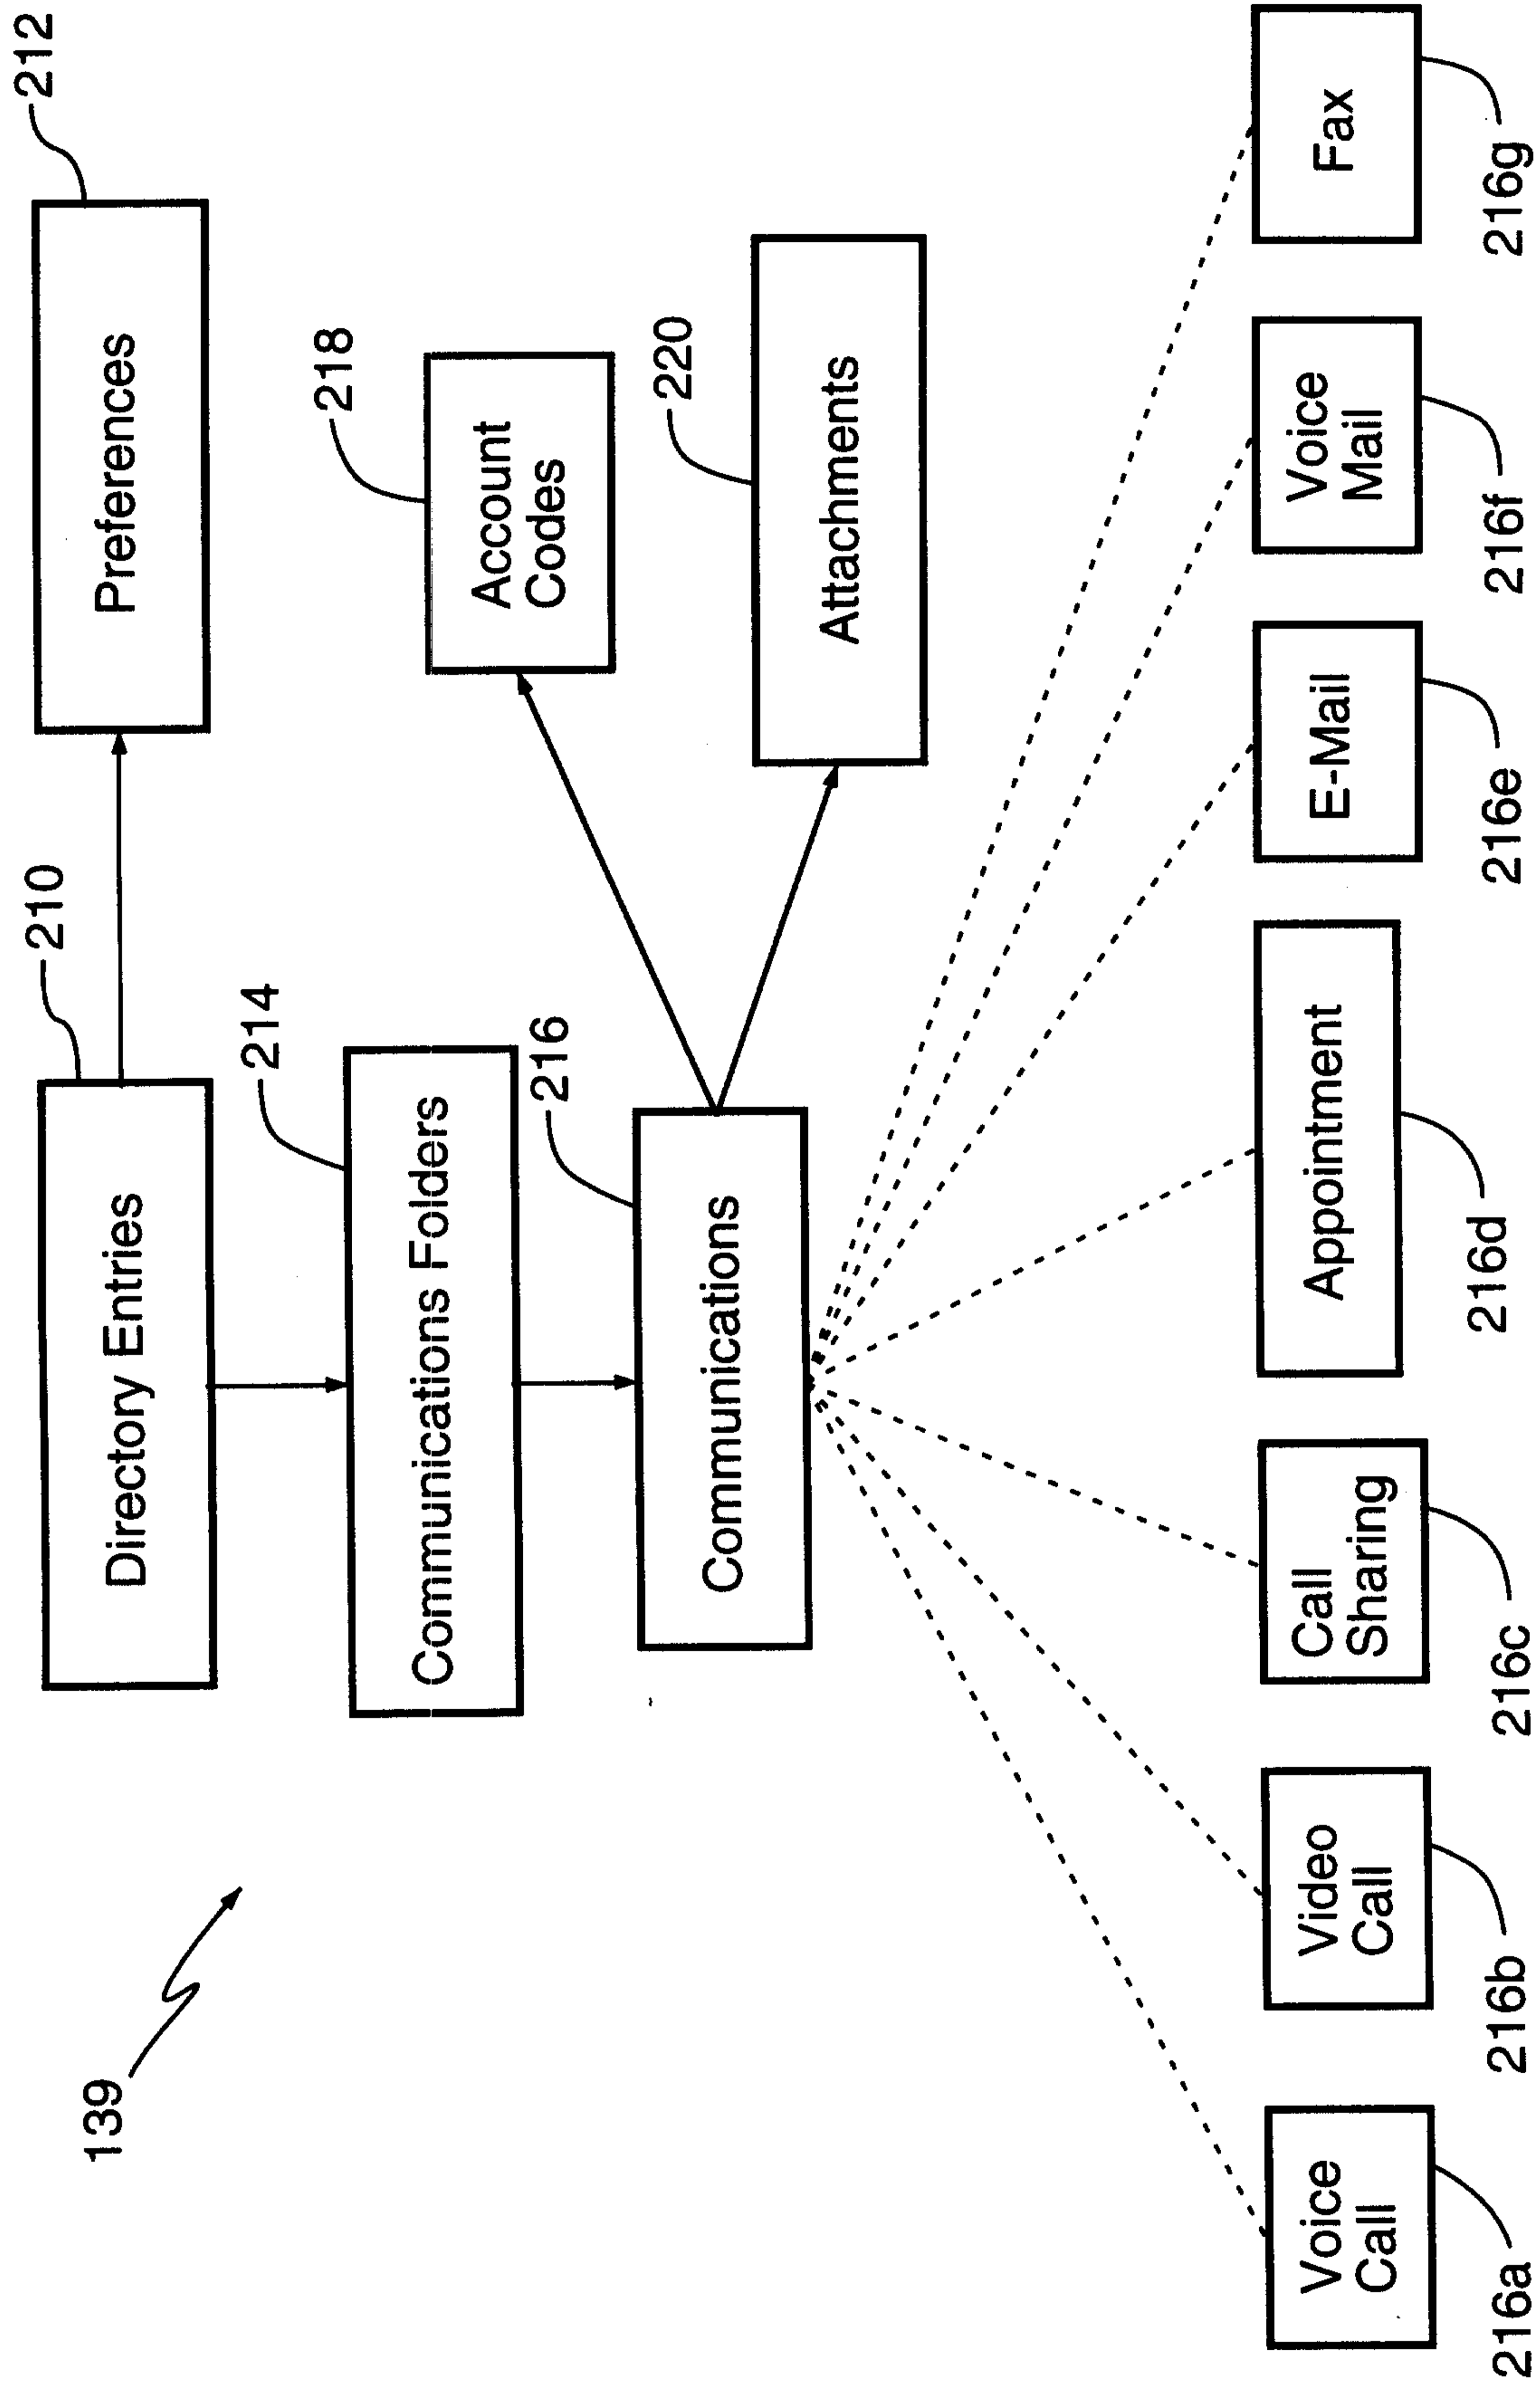 139
210
212
Directory Entries
Preferences
214
Communications Folders
218
Account
Codes
216
Communications
220
Attachments
Voice
Call
Video
Call
Call
Sharing
Appointment
E-Mail
Voice
Mail
Fax
216a
216b
216c
216d
216e
216f
216g